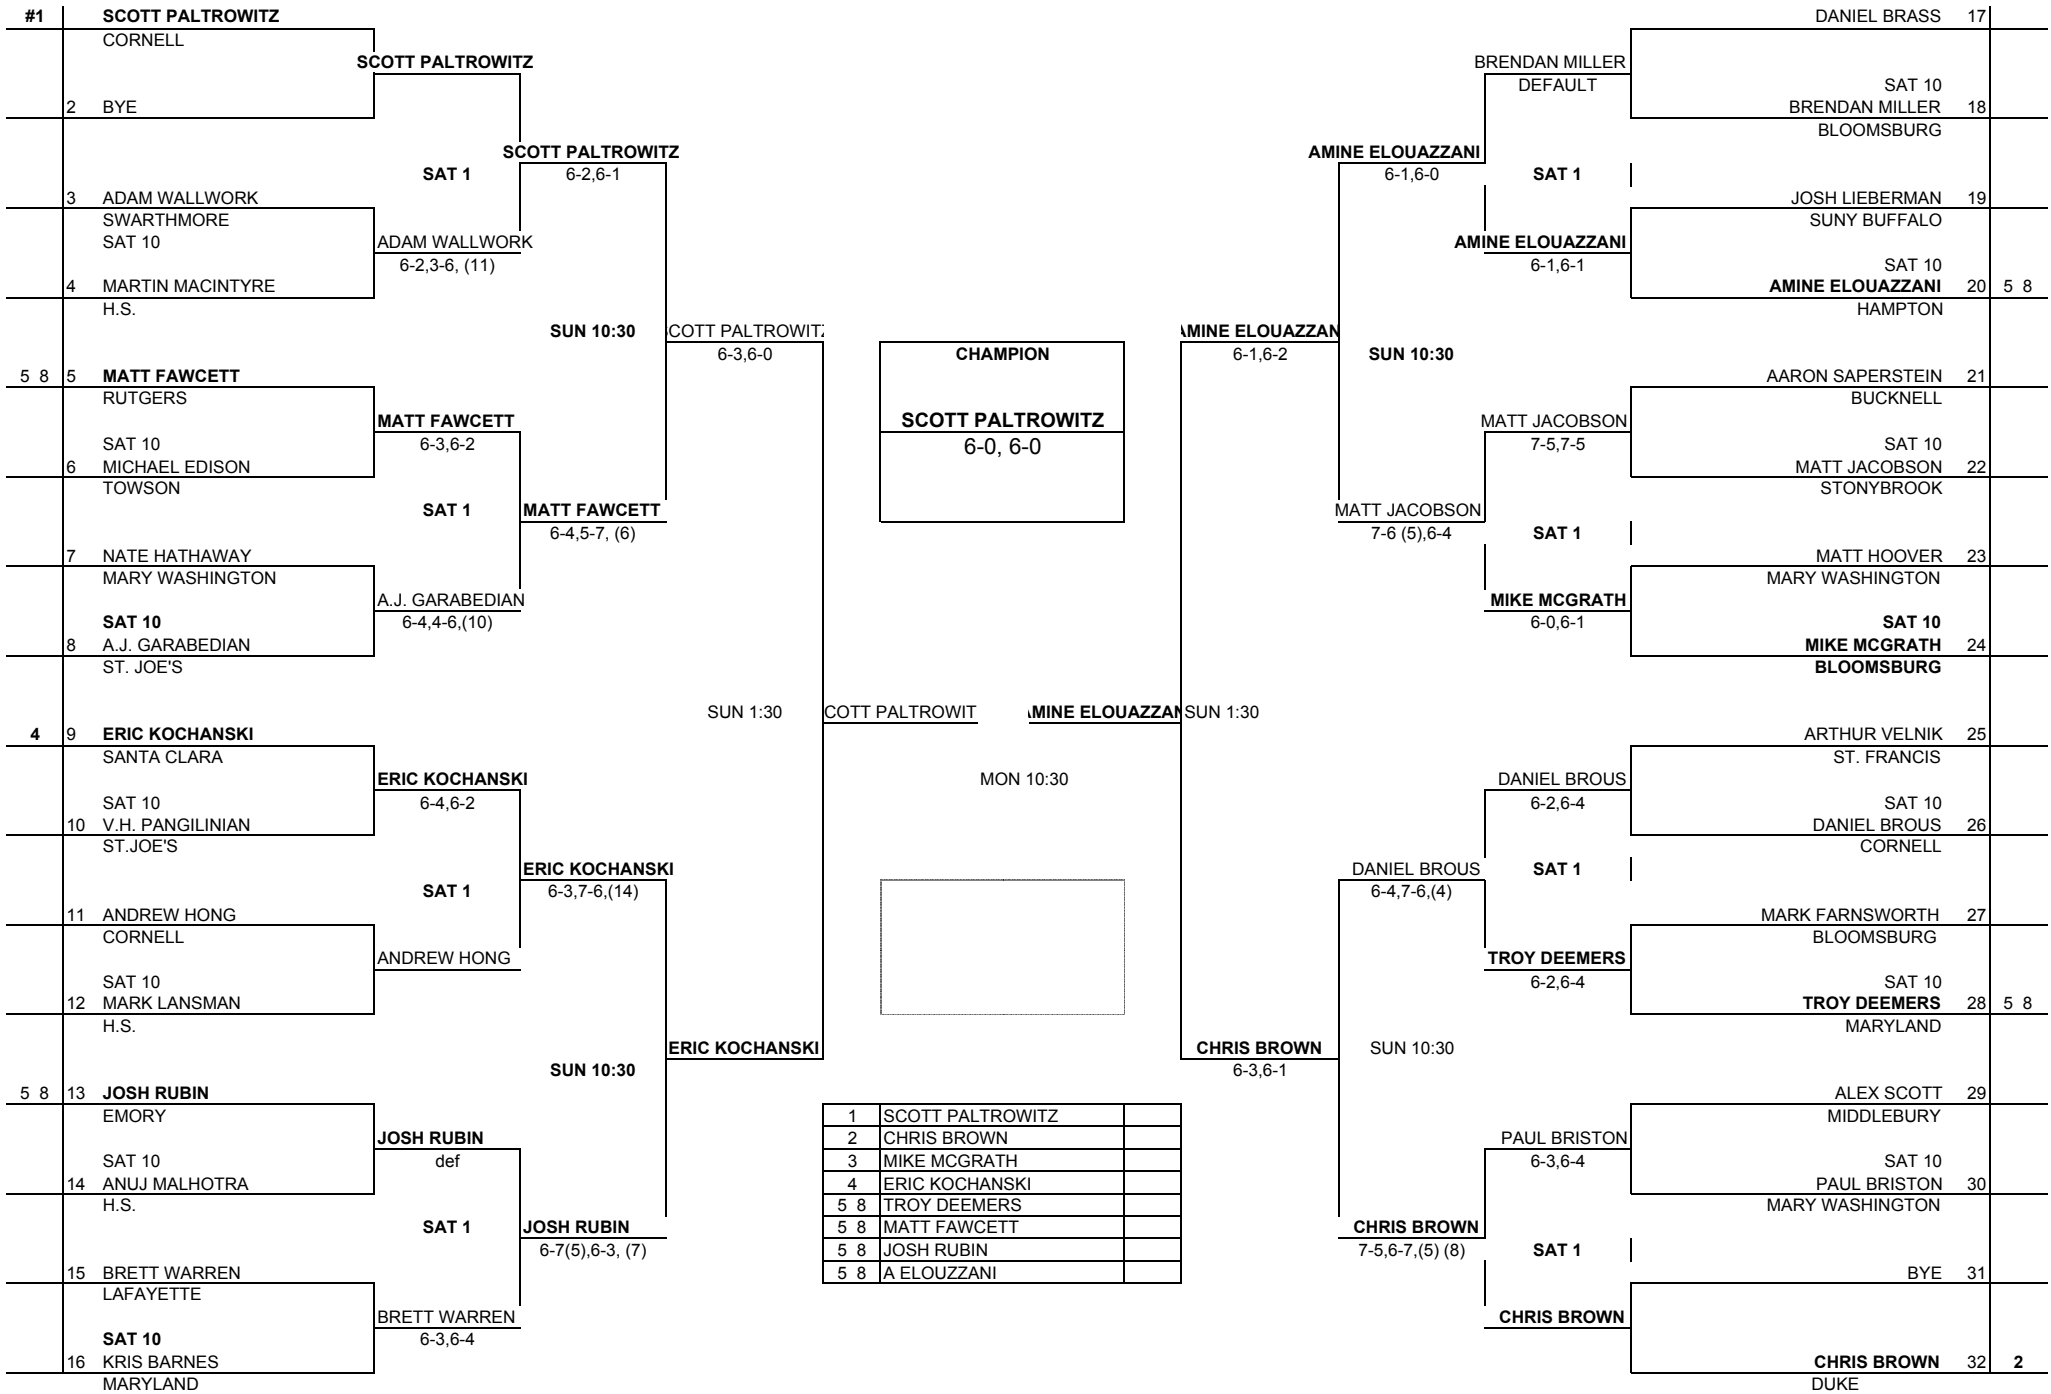 #1 SCOTT PALTROWITZ
CORNELL
SCOTT PALTROWITZ
2 BYE
SCOTT PALTROWITZ
SAT 1 6-2,6-1
3 ADAM WALLWORK
SWARTHMORE
SAT 10 ADAM WALLWORK
6-2,3-6, (11)
4 MARTIN MACINTYRE
H.S.
SUN 10:30 SCOTT PALTROWITZ
6-3,6-0
5 8 5 MATT FAWCETT
RUTGERS
MATT FAWCETT
SAT 10 6-3,6-2
6 MICHAEL EDISON
TOWSON
SAT 1 MATT FAWCETT
6-4,5-7, (6)
7 NATE HATHAWAY
MARY WASHINGTON
A.J. GARABEDIAN
SAT 10 6-4,4-6,(10)
8 A.J. GARABEDIAN
ST. JOE'S
SUN 1:30 COTT PALTROWIT
4 9 ERIC KOCHANSKI
SANTA CLARA
ERIC KOCHANSKI
SAT 10 6-4,6-2
10 V.H. PANGILINIAN
ST.JOE'S
ERIC KOCHANSKI
SAT 1 6-3,7-6,(14)
11 ANDREW HONG
CORNELL
ANDREW HONG
SAT 10
12 MARK LANSMAN
H.S.
ERIC KOCHANSKI
SUN 10:30
5 8 13 JOSH RUBIN
EMORY
JOSH RUBIN
SAT 10 def
14 ANUJ MALHOTRA
H.S.
SAT 1 JOSH RUBIN
6-7(5),6-3, (7)
15 BRETT WARREN
LAFAYETTE
BRETT WARREN
SAT 10 6-3,6-4
16 KRIS BARNES
MARYLAND
CHAMPION
SCOTT PALTROWITZ
6-0, 6-0
MON 10:30
1 SCOTT PALTROWITZ
2 CHRIS BROWN
3 MIKE MCGRATH
4 ERIC KOCHANSKI
5 8 TROY DEEMERS
5 8 MATT FAWCETT
5 8 JOSH RUBIN
5 8 A ELOUZZANI
DANIEL BRASS 17
BRENDAN MILLER
DEFAULT SAT 10
BRENDAN MILLER 18
BLOOMSBURG
AMINE ELOUAZZANI
6-1,6-0 SAT 1
JOSH LIEBERMAN 19
SUNY BUFFALO
AMINE ELOUAZZANI
6-1,6-1 SAT 10
AMINE ELOUAZZANI 20 5 8
HAMPTON
AMINE ELOUAZZAN
6-1,6-2 SUN 10:30
AARON SAPERSTEIN 21
BUCKNELL
MATT JACOBSON
7-5,7-5 SAT 10
MATT JACOBSON 22
STONYBROOK
MATT JACOBSON
7-6 (5),6-4 SAT 1
MATT HOOVER 23
MARY WASHINGTON
MIKE MCGRATH
6-0,6-1 SAT 10
MIKE MCGRATH 24
BLOOMSBURG
AMINE ELOUAZZAN SUN 1:30
ARTHUR VELNIK 25
ST. FRANCIS
DANIEL BROUS
6-2,6-4 SAT 10
DANIEL BROUS 26
CORNELL
DANIEL BROUS SAT 1
6-4,7-6,(4)
MARK FARNSWORTH 27
BLOOMSBURG
TROY DEEMERS
6-2,6-4 SAT 10
TROY DEEMERS 28 5 8
MARYLAND
CHRIS BROWN SUN 10:30
6-3,6-1
ALEX SCOTT 29
MIDDLEBURY
PAUL BRISTON
6-3,6-4 SAT 10
PAUL BRISTON 30
MARY WASHINGTON
CHRIS BROWN
7-5,6-7,(5) (8) SAT 1
BYE 31
CHRIS BROWN
CHRIS BROWN 32 2
DUKE